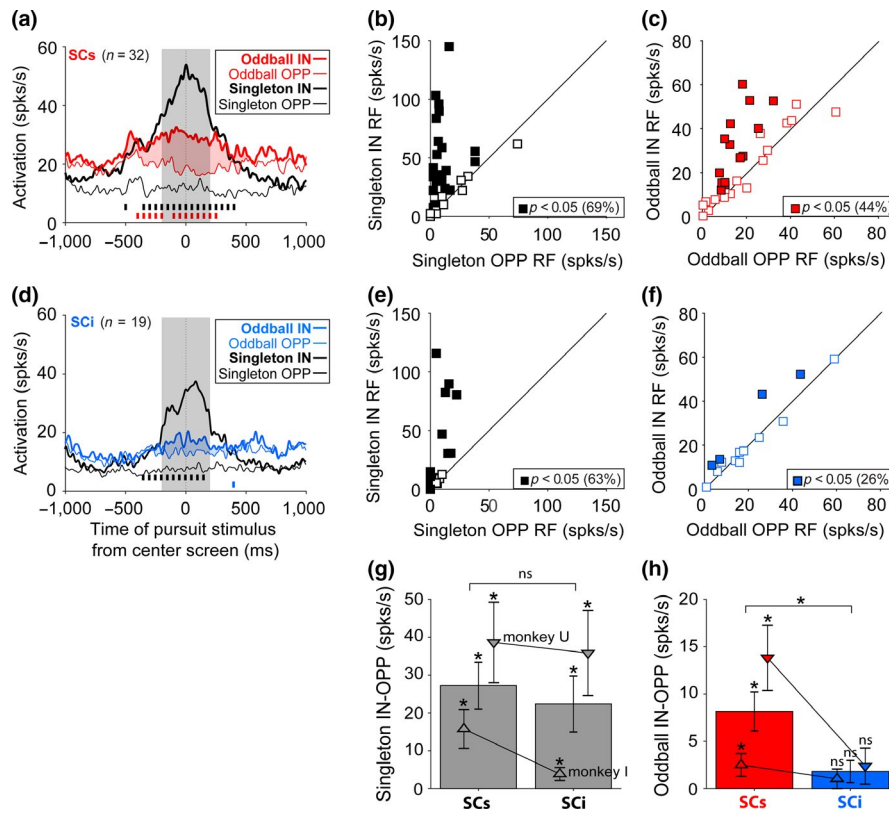 (a)
SCs (n = 32)
Oddball IN
Oddball OPP
Singleton IN
Singleton OPP
Activation (spks/s)
60
40
20
0
−1,000
−500
0
500
1,000
(b)
Singleton IN RF (spks/s)
150
100
50
0
p < 0.05 (69%)
0
50
100
150
Singleton OPP RF (spks/s)
(c)
Oddball IN RF (spks/s)
80
60
40
20
0
p < 0.05 (44%)
0
20
40
60
80
Oddball OPP RF (spks/s)
(d)
SCi (n = 19)
Oddball IN
Oddball OPP
Singleton IN
Singleton OPP
Activation (spks/s)
60
40
20
0
−1,000
−500
0
500
1,000
Time of pursuit stimulus
from center screen (ms)
(e)
Singleton IN RF (spks/s)
150
100
50
0
p < 0.05 (63%)
0
50
100
150
Singleton OPP RF (spks/s)
(f)
Oddball IN RF (spks/s)
80
60
40
20
0
p < 0.05 (26%)
0
20
40
60
80
Oddball OPP RF (spks/s)
(g)
Singleton IN-OPP (spks/s)
50
40
30
20
10
0
ns
*
*
monkey U
*
*
*
*
monkey I
SCs
SCi
(h)
Oddball IN-OPP (spks/s)
20
15
10
5
0
*
*
*
*
ns
ns
ns
SCs
SCi